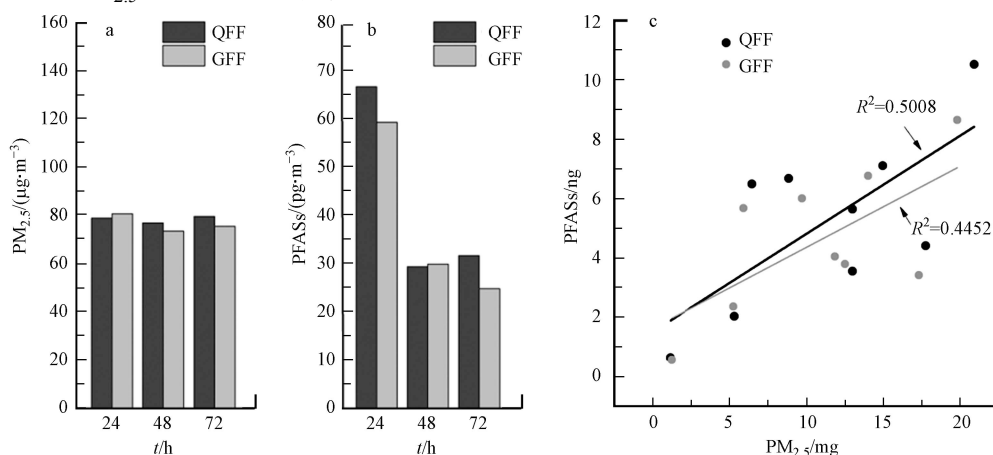 a
QFF
GFF
160
140
120
100
80
60
40
20
0
PM2.5/(μg·m−3)
24 48 72
t/h
b
QFF
GFF
80
70
60
50
40
30
20
10
0
PFASs/(pg·m−3)
24 48 72
t/h
c
QFF
GFF
12
10
8
6
4
2
0
PFASs/ng
R2=0.5008
R2=0.4452
0 5 10 15 20
PM2.5/mg